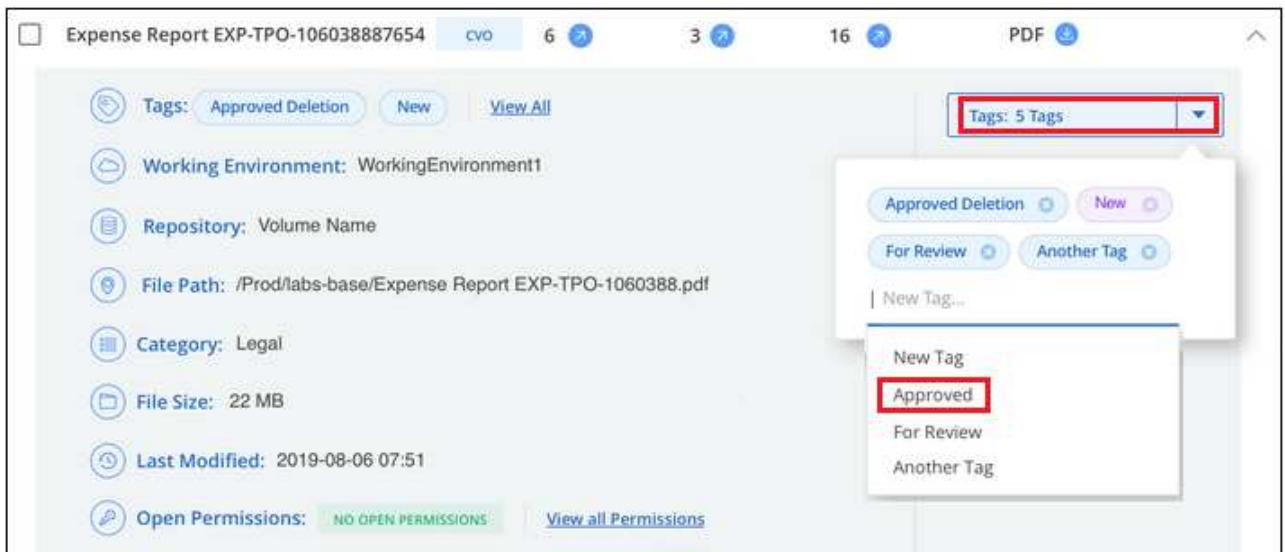 Expense Report EXP-TPO-106038887654 CVO 6 3 16 PDF
Tags: Approved Deletion New View All
Tags: 5 Tags
Working Environment: WorkingEnvironment1
Approved Deletion New
Repository: Volume Name
For Review Another Tag
File Path: /Prod/labs-base/Expense Report EXP-TPO-1060388.pdf
New Tag...
Category: Legal
New Tag
File Size: 22 MB
Approved
For Review
Last Modified: 2019-08-06 07:51
Another Tag
Open Permissions: NO OPEN PERMISSIONS View all Permissions